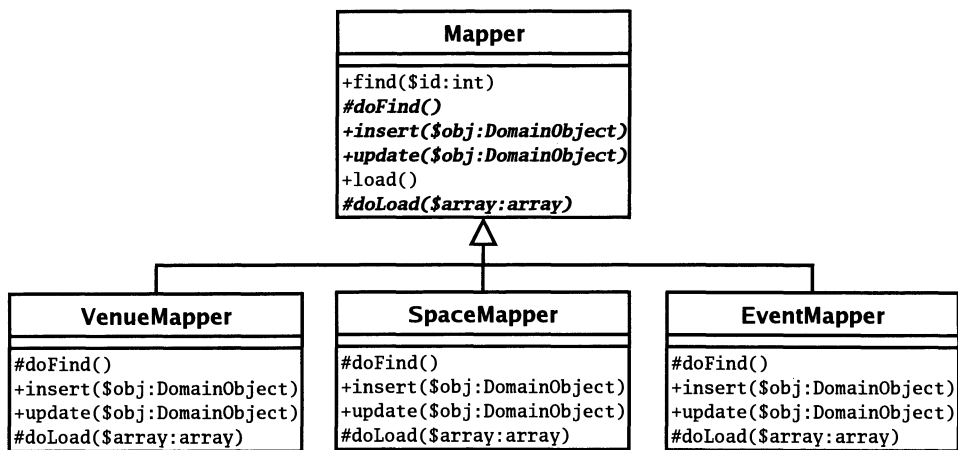 Mapper
+find($id:int)
#doFind()
+insert($obj:DomainObject)
+update($obj:DomainObject)
+load()
#doLoad($array:array)
VenueMapper
#doFind()
+insert($obj:DomainObject)
+update($obj:DomainObject)
#doLoad($array:array)
SpaceMapper
#doFind()
+insert($obj:DomainObject)
+update($obj:DomainObject)
#doLoad($array:array)
EventMapper
#doFind()
+insert($obj:DomainObject)
+update($obj:DomainObject)
#doLoad($array:array)